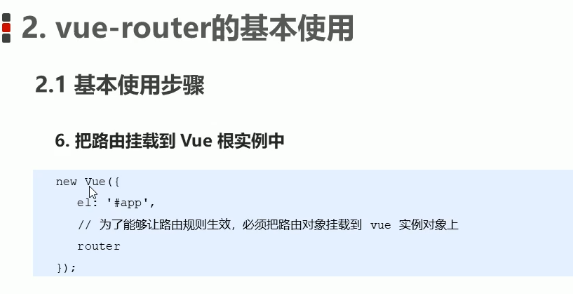 2. vue-router的基本使用
2.1 基本使用步骤
6. 把路由挂载到 Vue 根实例中
new Vue({
el: '#app',
// 为了能够让路由规则生效，必须把路由对象挂载到 vue 实例对象上
router
});